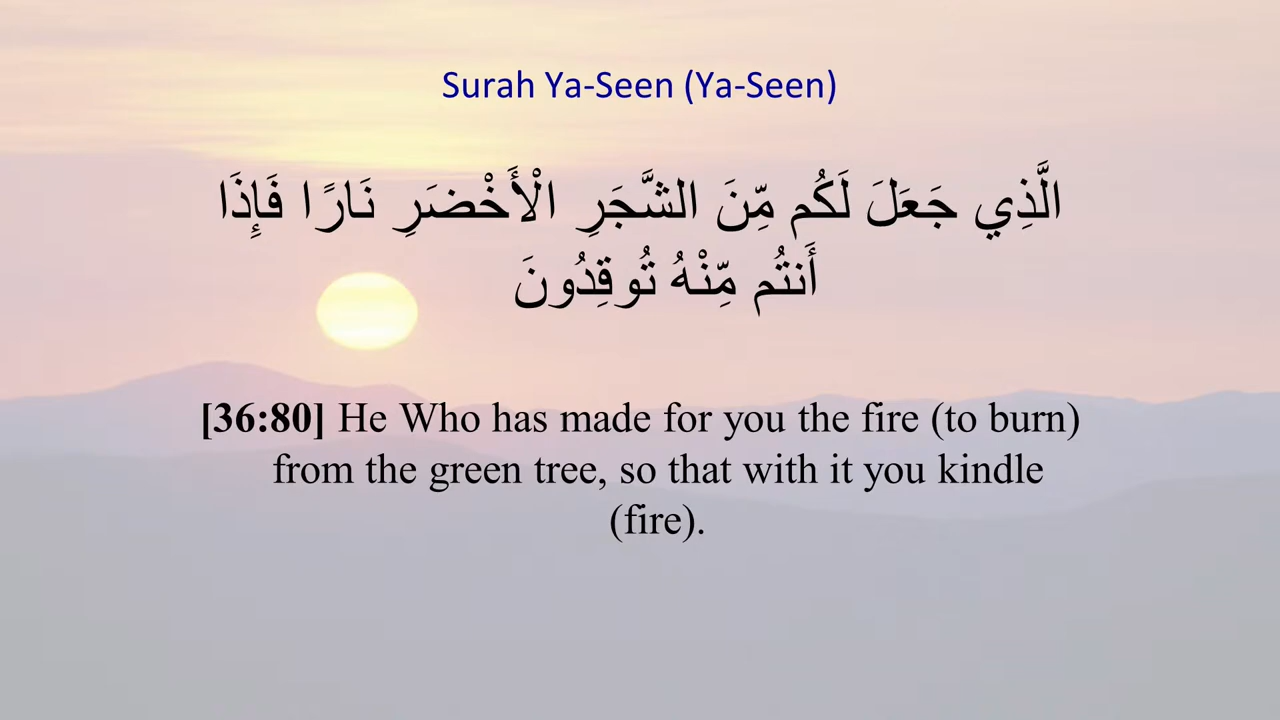 Surah Ya-Seen (Ya-Seen)
الَّذِي جَعَلَ لَكُم مِّنَ الشَّجَرِ الْأَخْضَرِ نَارًا فَإِذَا
أَنتُم مِّنْهُ تُوقِدُونَ
[36:80] He Who has made for you the fire (to burn)
from the green tree, so that with it you kindle
(fire).